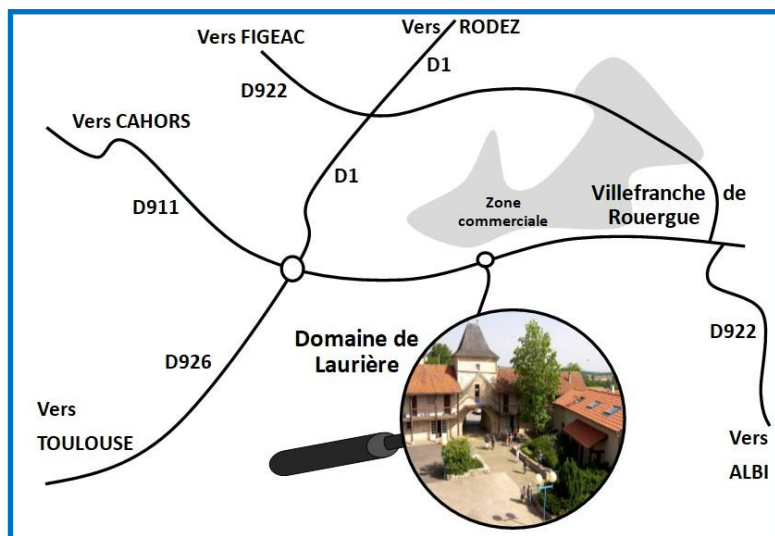 Vers RODEZ
Vers FIGEAC
D1
D922
Vers CAHORS
D1
D911
Zone
commerciale
Villefranche de
Rouergue
Domaine de
Laurière
D922
D926
Vers
TOULOUSE
Vers
ALBI